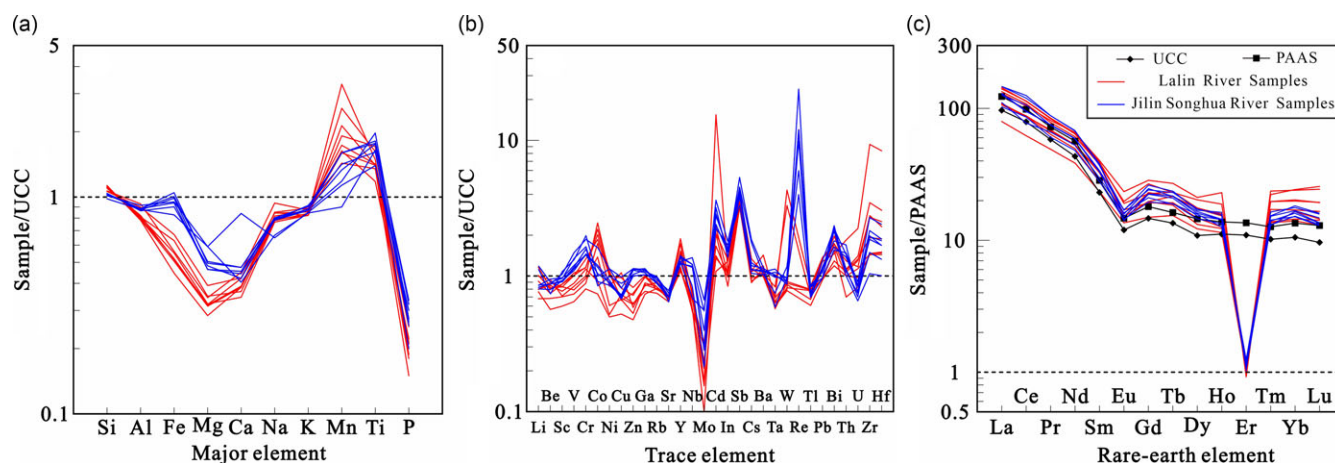 (a)
5
1
0.1
Sample/UCC
Si Al Fe Mg Ca Na K Mn Ti P
Major element
(b)
50
10
1
0.1
Sample/UCC
Be V Co Cu Ga Sr Nb Cd Sb Ba W Tl Bi U Hf
Li Sc Cr Ni Zn Rb Y Mo In Cs Ta Re Pb Th Zr
Trace element
(c)
300
100
10
1
0.5
Sample/PAAS
UCC PAAS
Lalin River Samples
Jilin Songhua River Samples
Ce Nd Eu Tb Ho Tm Lu
La Pr Sm Gd Dy Er Yb
Rare-earth element